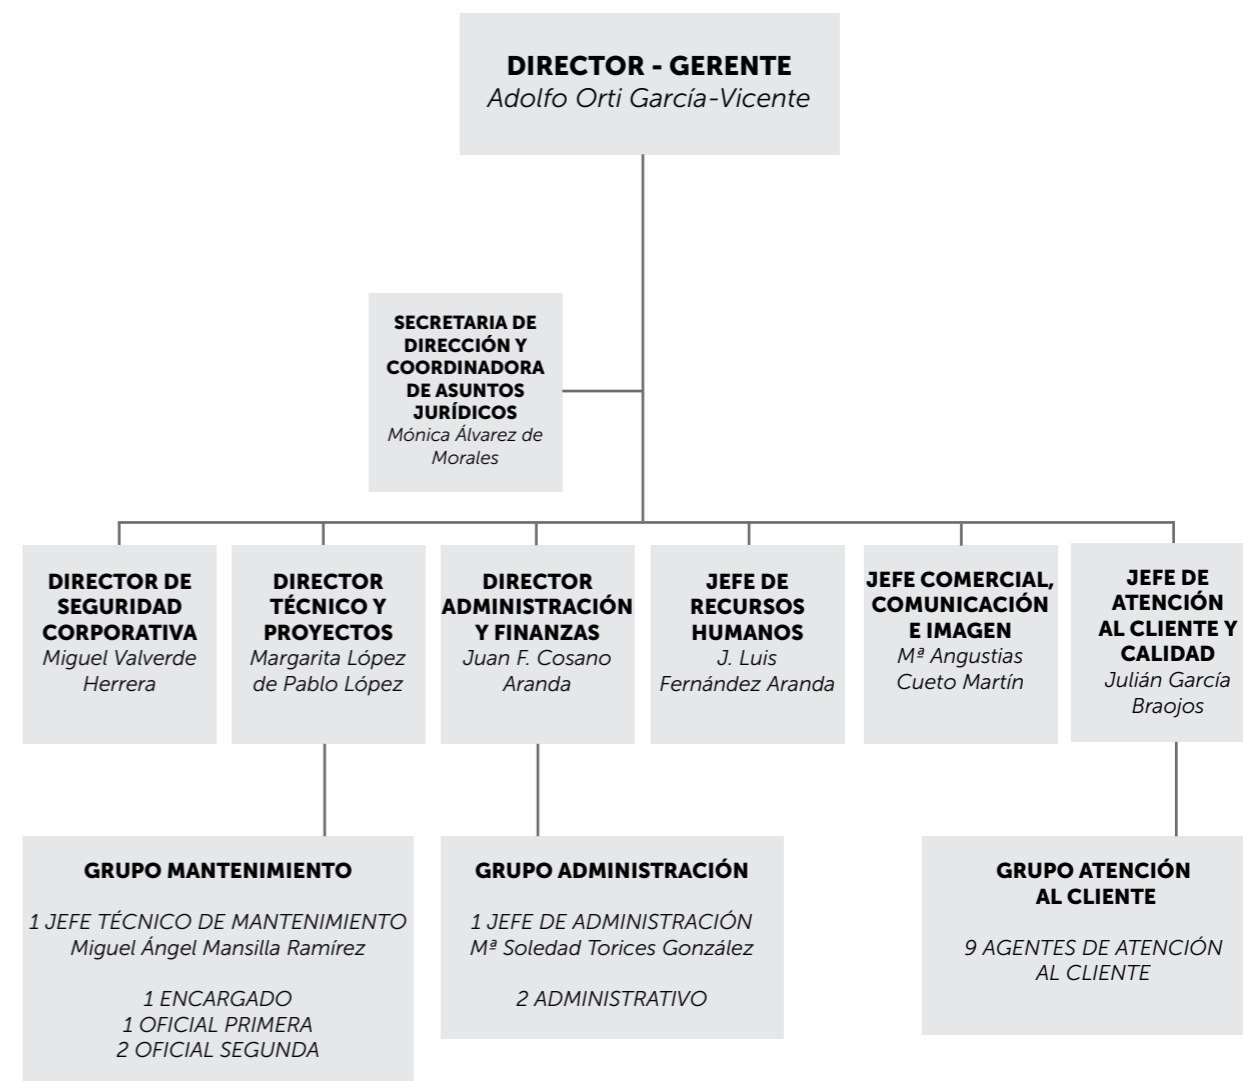 DIRECTOR - GERENTE
Adolfo Orti García-Vicente
SECRETARIA DE
DIRECCIÓN Y
COORDINADORA
DE ASUNTOS
JURÍDICOS
Mónica Álvarez de
Morales
DIRECTOR DE
SEGURIDAD
CORPORATIVA
Miguel Valverde
Herrera
DIRECTOR
TÉCNICO Y
PROYECTOS
Margarita López
de Pablo López
DIRECTOR
ADMINISTRACIÓN
Y FINANZAS
Juan F. Cosano
Aranda
JEFE DE
RECURSOS
HUMANOS
J. Luis
Fernández Aranda
JEFE COMERCIAL,
COMUNICACIÓN
E IMAGEN
Mª Angustias
Cueto Martín
JEFE DE
ATENCIÓN
AL CLIENTE Y
CALIDAD
Julián García
Braojos
GRUPO MANTENIMIENTO
1 JEFE TÉCNICO DE MANTENIMIENTO
Miguel Ángel Mansilla Ramírez
1 ENCARGADO
1 OFICIAL PRIMERA
2 OFICIAL SEGUNDA
GRUPO ADMINISTRACIÓN
1 JEFE DE ADMINISTRACIÓN
Mª Soledad Torices González
2 ADMINISTRATIVO
GRUPO ATENCIÓN
AL CLIENTE
9 AGENTES DE ATENCIÓN
AL CLIENTE